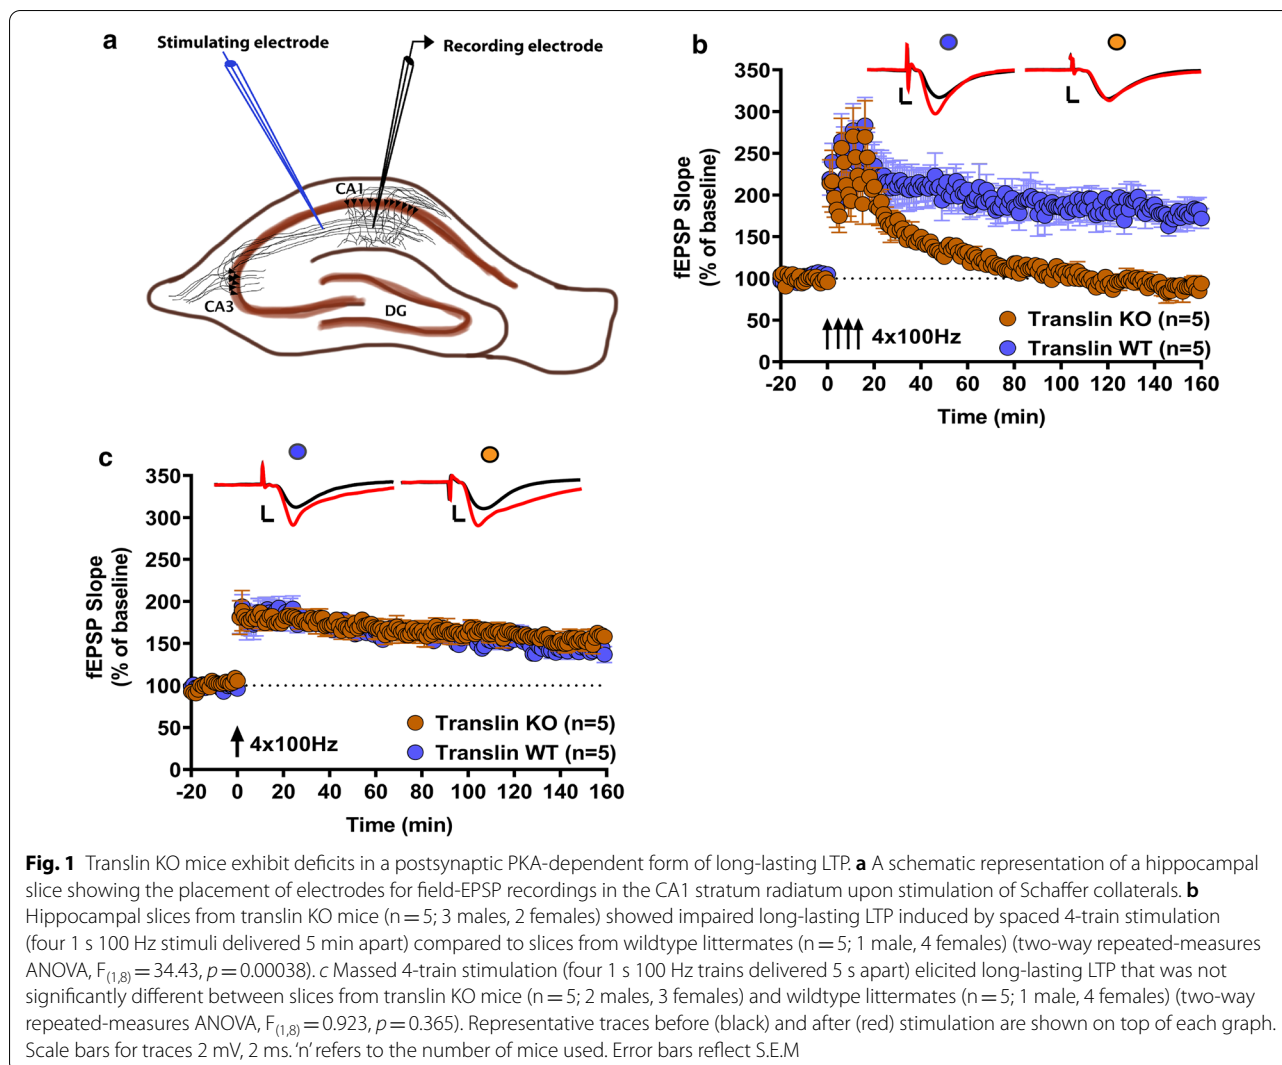 a
Stimulating electrode
Recording electrode
CA1
CA3
DG
b
350
300
250
200
150
100
50
0
fEPSP Slope
(% of baseline)
4x100Hz
Translin KO (n=5)
Translin WT (n=5)
-20 0 20 40 60 80 100 120 140 160
Time (min)
c
350
300
250
200
150
100
50
0
fEPSP Slope
(% of baseline)
4x100Hz
Translin KO (n=5)
Translin WT (n=5)
-20 0 20 40 60 80 100 120 140 160
Time (min)
Fig. 1 Translin KO mice exhibit deficits in a postsynaptic PKA-dependent form of long-lasting LTP. a A schematic representation of a hippocampal
slice showing the placement of electrodes for field-EPSP recordings in the CA1 stratum radiatum upon stimulation of Schaffer collaterals. b
Hippocampal slices from translin KO mice (n = 5; 3 males, 2 females) showed impaired long-lasting LTP induced by spaced 4-train stimulation
(four 1 s 100 Hz stimuli delivered 5 min apart) compared to slices from wildtype littermates (n = 5; 1 male, 4 females) (two-way repeated-measures
ANOVA, F(1,8) = 34.43, p = 0.00038). c Massed 4-train stimulation (four 1 s 100 Hz trains delivered 5 s apart) elicited long-lasting LTP that was not
significantly different between slices from translin KO mice (n = 5; 2 males, 3 females) and wildtype littermates (n = 5; 1 male, 4 females) (two-way
repeated-measures ANOVA, F(1,8) = 0.923, p = 0.365). Representative traces before (black) and after (red) stimulation are shown on top of each graph.
Scale bars for traces 2 mV, 2 ms. 'n' refers to the number of mice used. Error bars reflect S.E.M